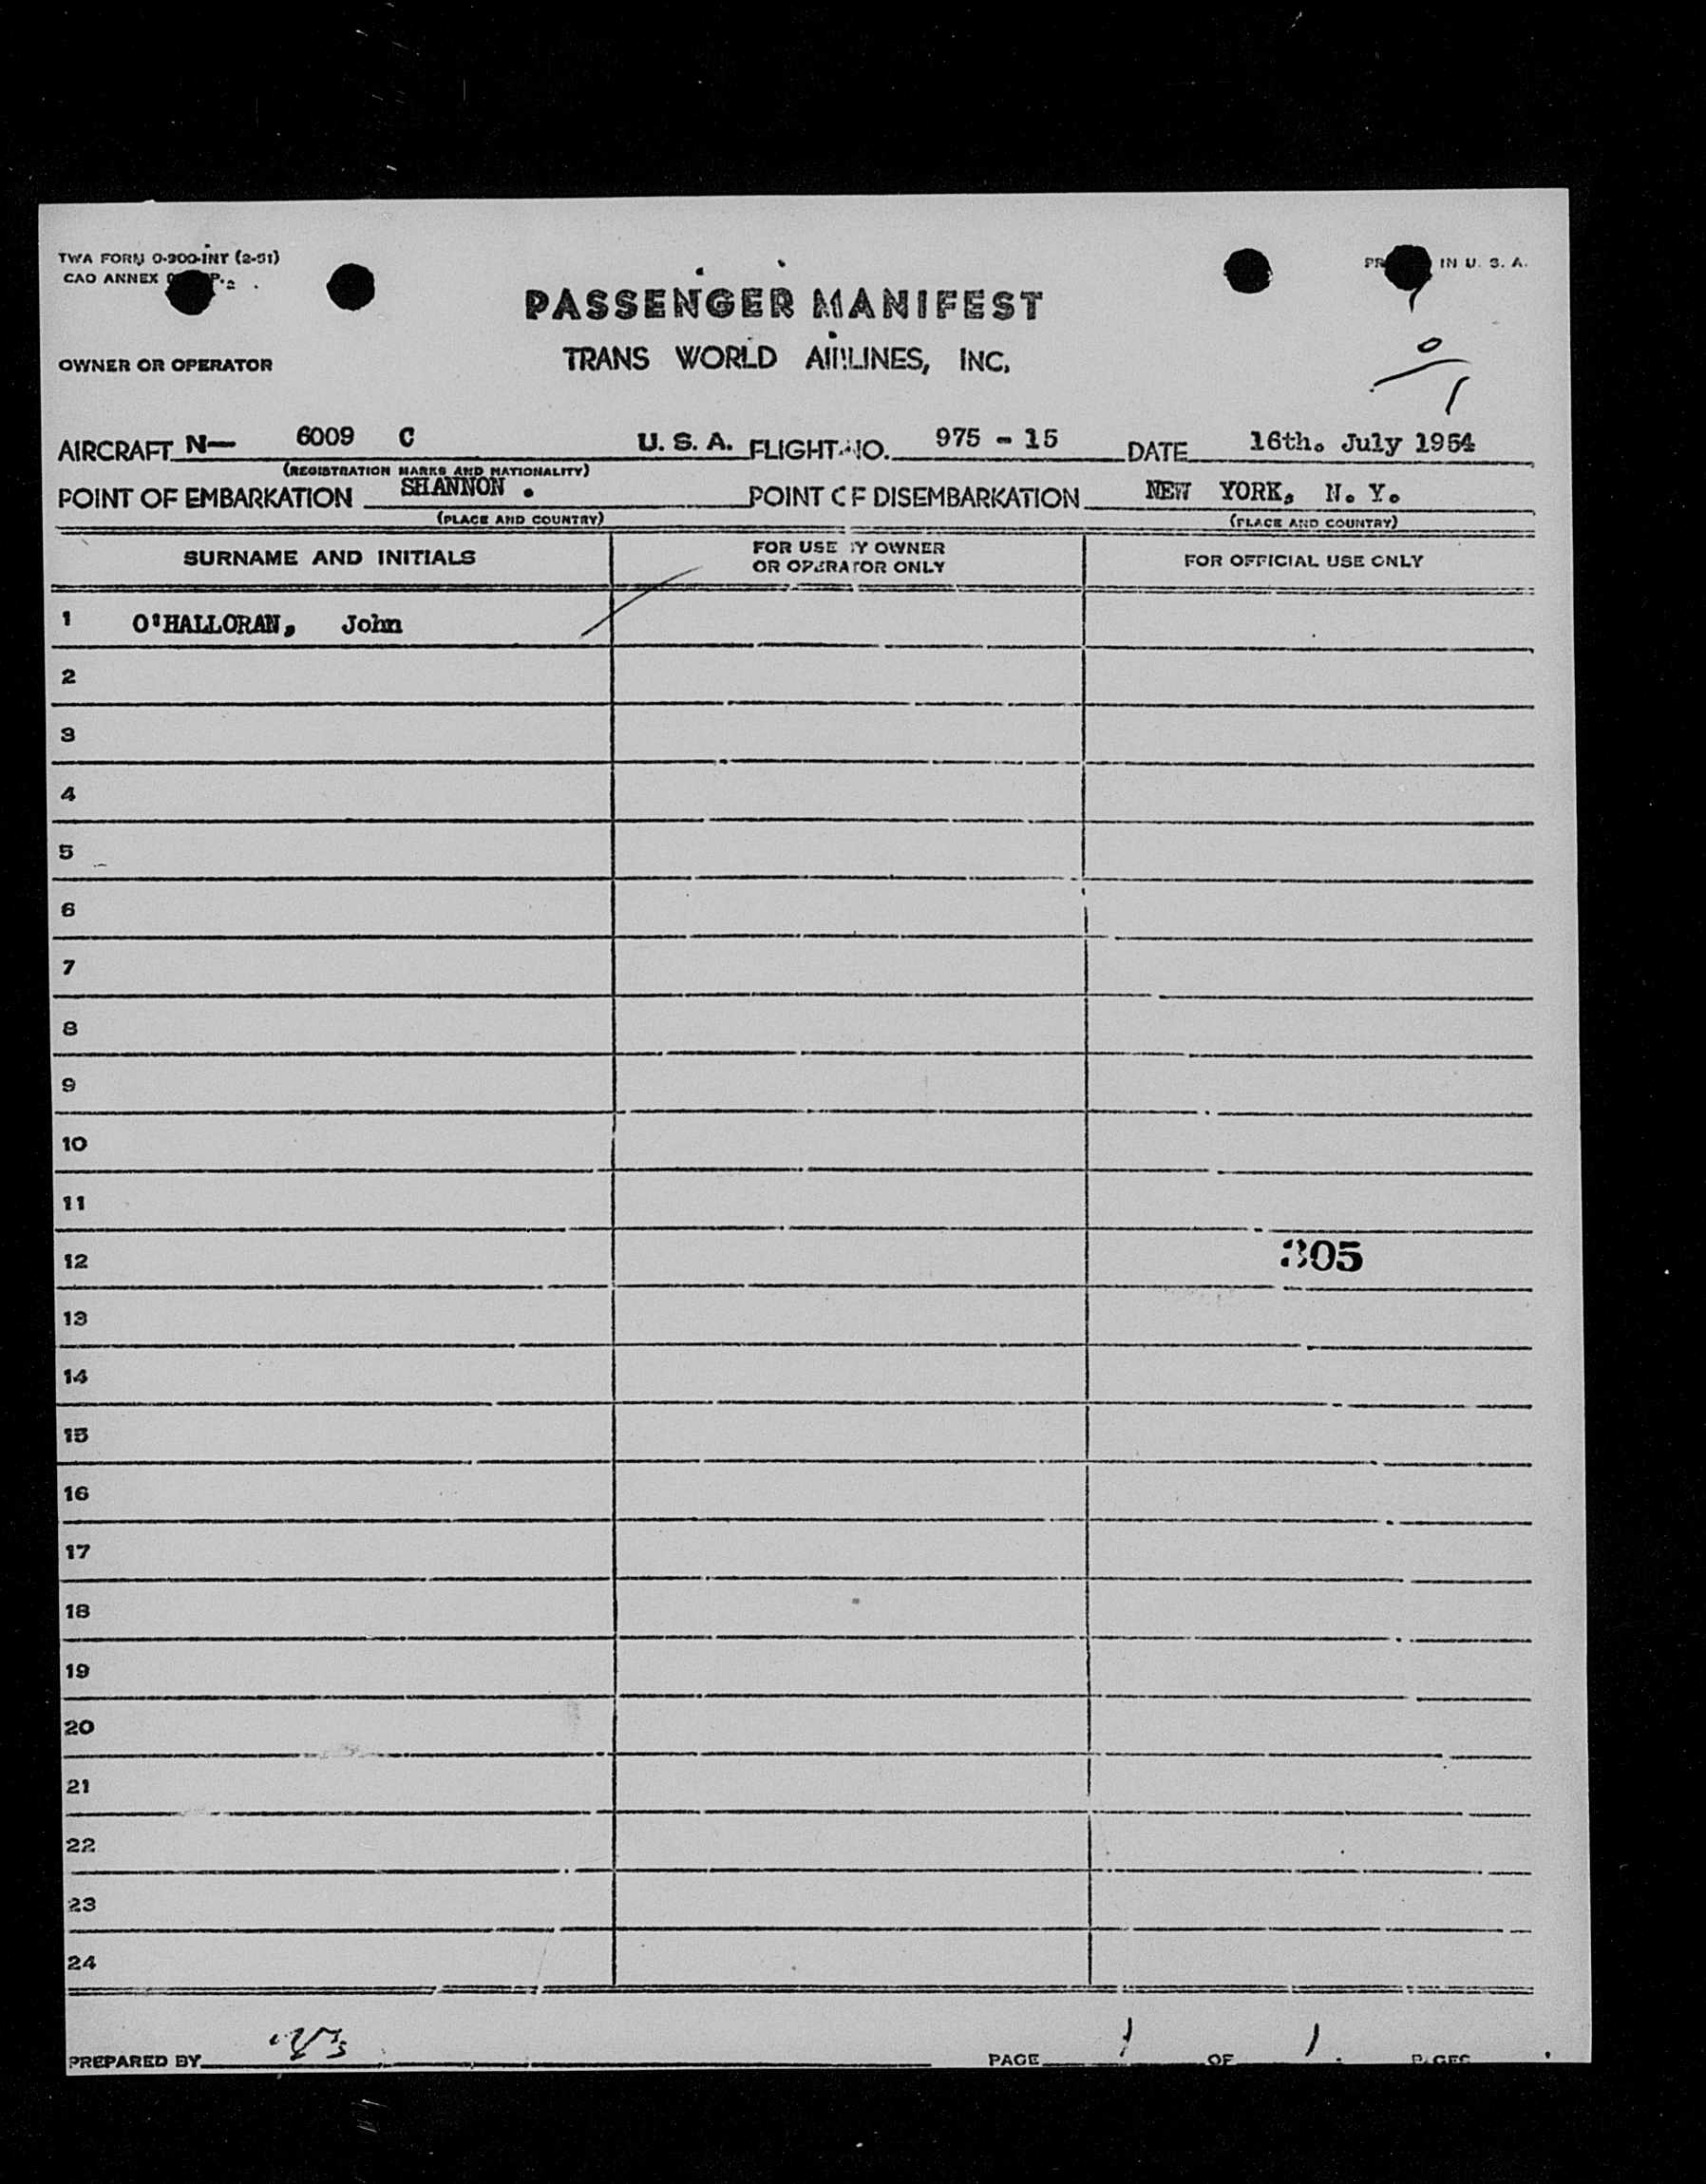 TWA FORM O-900-INT (2-51)
CAO ANNEX
IN U. S. A.
PASSENGER MANIFEST
OWNER OR OPERATOR
TRANS WORLD AIRLINES, INC.
0
1
AIRCRAFT N— 6009 C U. S. A. FLIGHT NO. 975 - 15 DATE 16th. July 1954
(REGISTRATION MARKS AND NATIONALITY)
POINT OF EMBARKATION SHANNON . POINT OF DISEMBARKATION NEW YORK, N. Y.
(PLACE AND COUNTRY) (PLACE AND COUNTRY)
SURNAME AND INITIALS FOR USE BY OWNER OR OPERATOR ONLY FOR OFFICIAL USE ONLY
1 O'HALLORAN, John
2
3
4
5
6
7
8
9
10
11
12 305
13
14
15
16
17
18
19
20
21
22
23
24
PREPARED BY PAGE 1 OF 1 PAGES